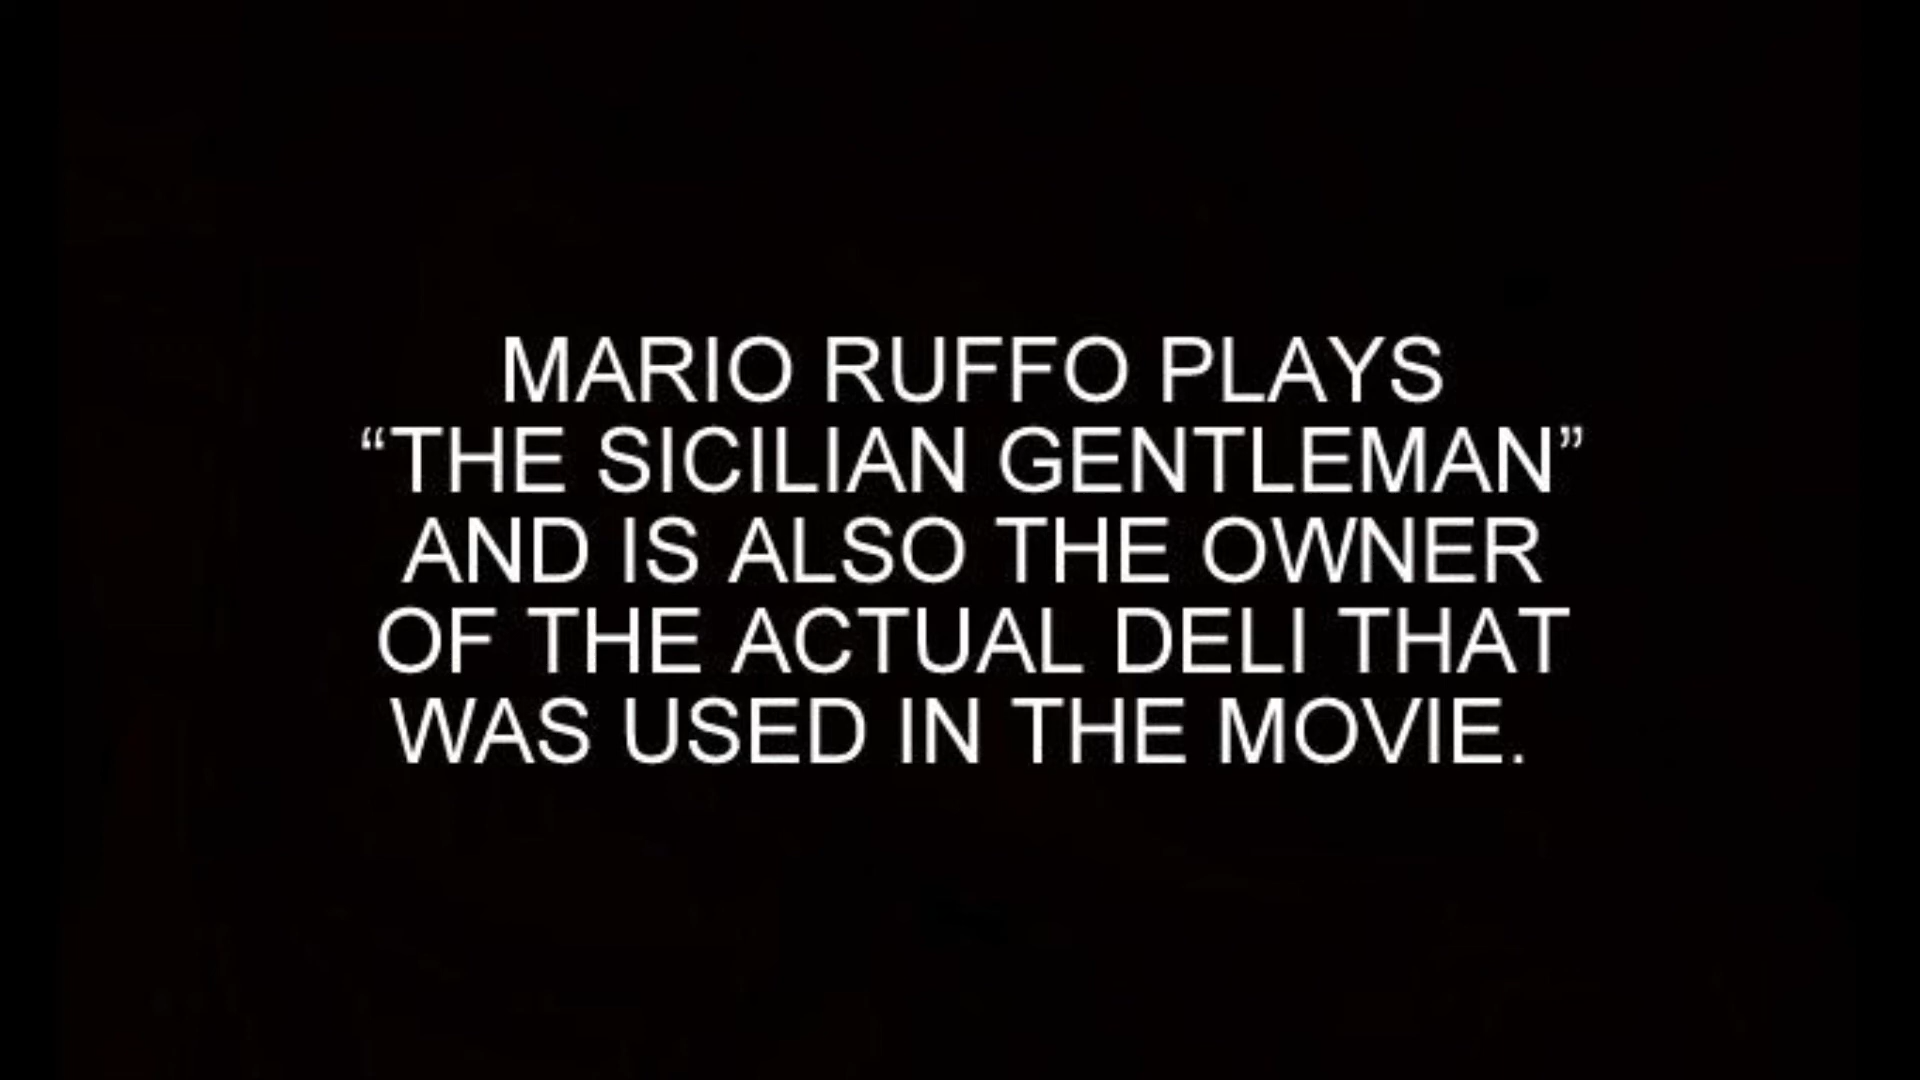 MARIO RUFFO PLAYS
“THE SICILIAN GENTLEMAN”
AND IS ALSO THE OWNER
OF THE ACTUAL DELI THAT
WAS USED IN THE MOVIE.